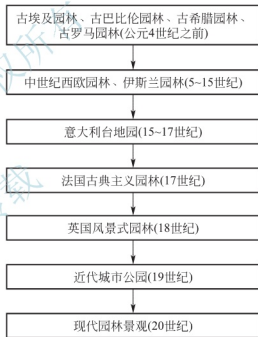 古埃及园林、古巴比伦园林、古希腊园林、
古罗马园林(公元4世纪之前)
中世纪西欧园林、伊斯兰园林(5~15世纪)
意大利台地园(15~17世纪)
法国古典主义园林(17世纪)
英国风景式园林(18世纪)
近代城市公园(19世纪)
现代园林景观(20世纪)